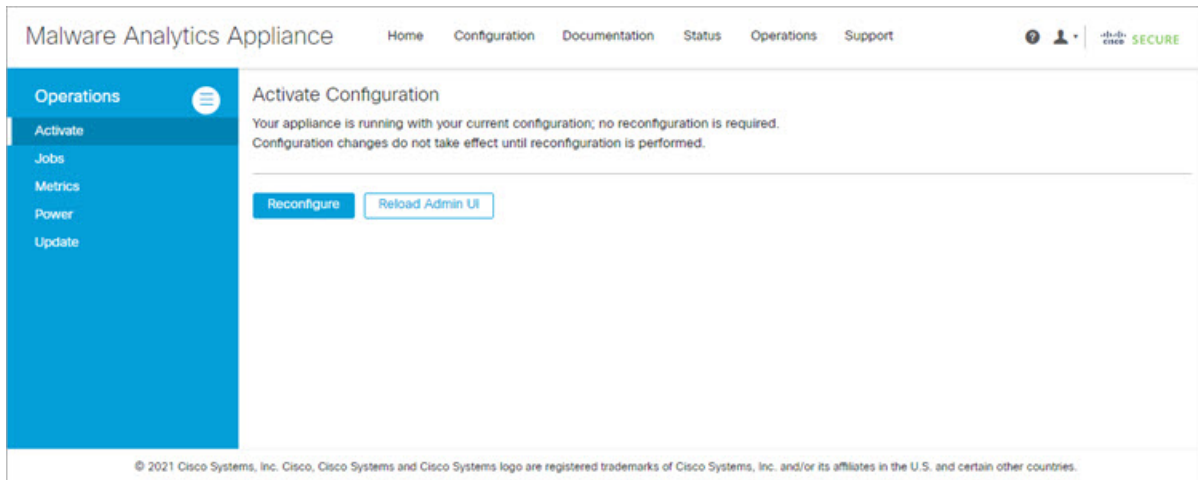 Malware Analytics Appliance
Home Configuration Documentation Status Operations Support
cisco SECURE
Operations
Activate
Jobs
Metrics
Power
Update
Activate Configuration
Your appliance is running with your current configuration; no reconfiguration is required.
Configuration changes do not take effect until reconfiguration is performed.
Reconfigure
Reload Admin UI
© 2021 Cisco Systems, Inc. Cisco, Cisco Systems and Cisco Systems logo are registered trademarks of Cisco Systems, Inc. and/or its affiliates in the U.S. and certain other countries.